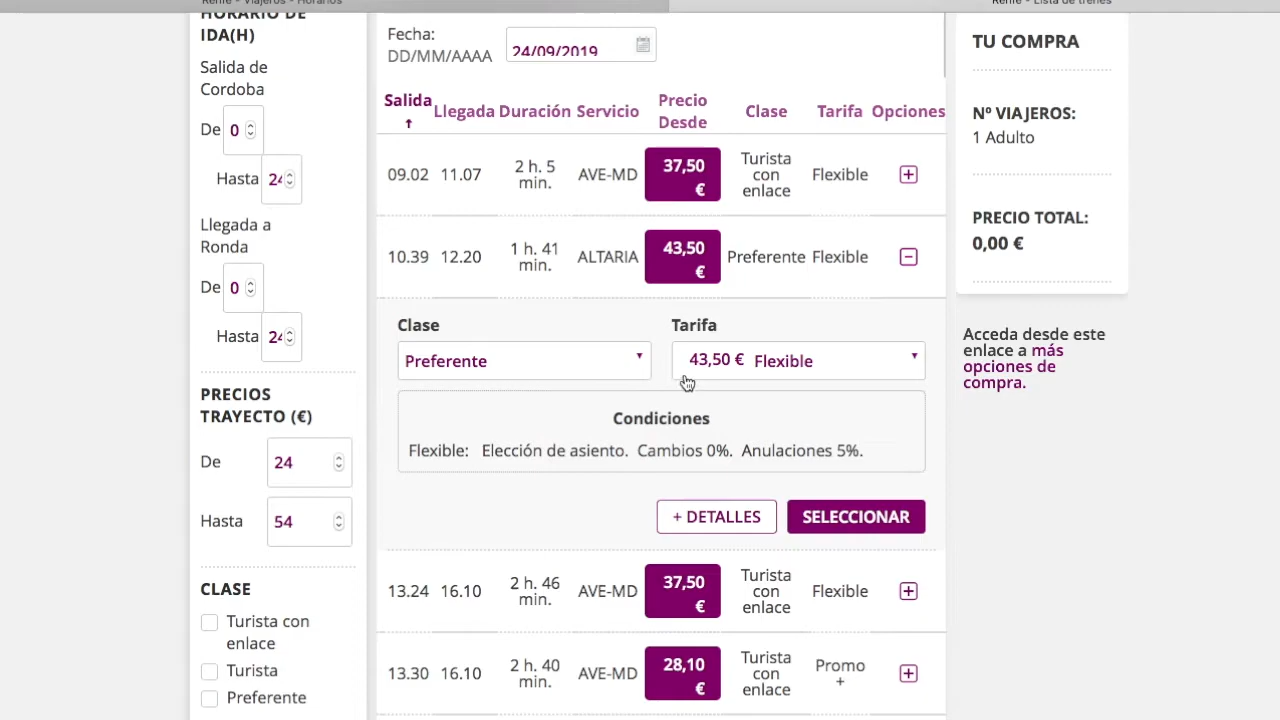 Renfe - Viajeros - Horarios
Renfe - Lista de trenes
HORARIO DE
IDA(H)
Salida de
Cordoba
De 0
Hasta 24
Llegada a
Ronda
De 0
Hasta 24
PRECIOS
TRAYECTO (€)
De 24
Hasta 54
CLASE
Turista con
enlace
Turista
Preferente
Fecha:
DD/MM/AAAA
24/09/2019
Salida ↑ Llegada Duración Servicio Precio Desde Clase Tarifa Opciones
09.02 11.07 2 h. 5 min. AVE-MD 37,50 € Turista con enlace Flexible +
10.39 12.20 1 h. 41 min. ALTARIA 43,50 € Preferente Flexible −
Clase Tarifa
Preferente 43,50 € Flexible
Condiciones
Flexible: Elección de asiento. Cambios 0%. Anulaciones 5%.
+ DETALLES SELECCIONAR
13.24 16.10 2 h. 46 min. AVE-MD 37,50 € Turista con enlace Flexible +
13.30 16.10 2 h. 40 min. AVE-MD 28,10 € Turista con enlace Promo + +
TU COMPRA
Nº VIAJEROS:
1 Adulto
PRECIO TOTAL:
0,00 €
Acceda desde este
enlace a más
opciones de
compra.